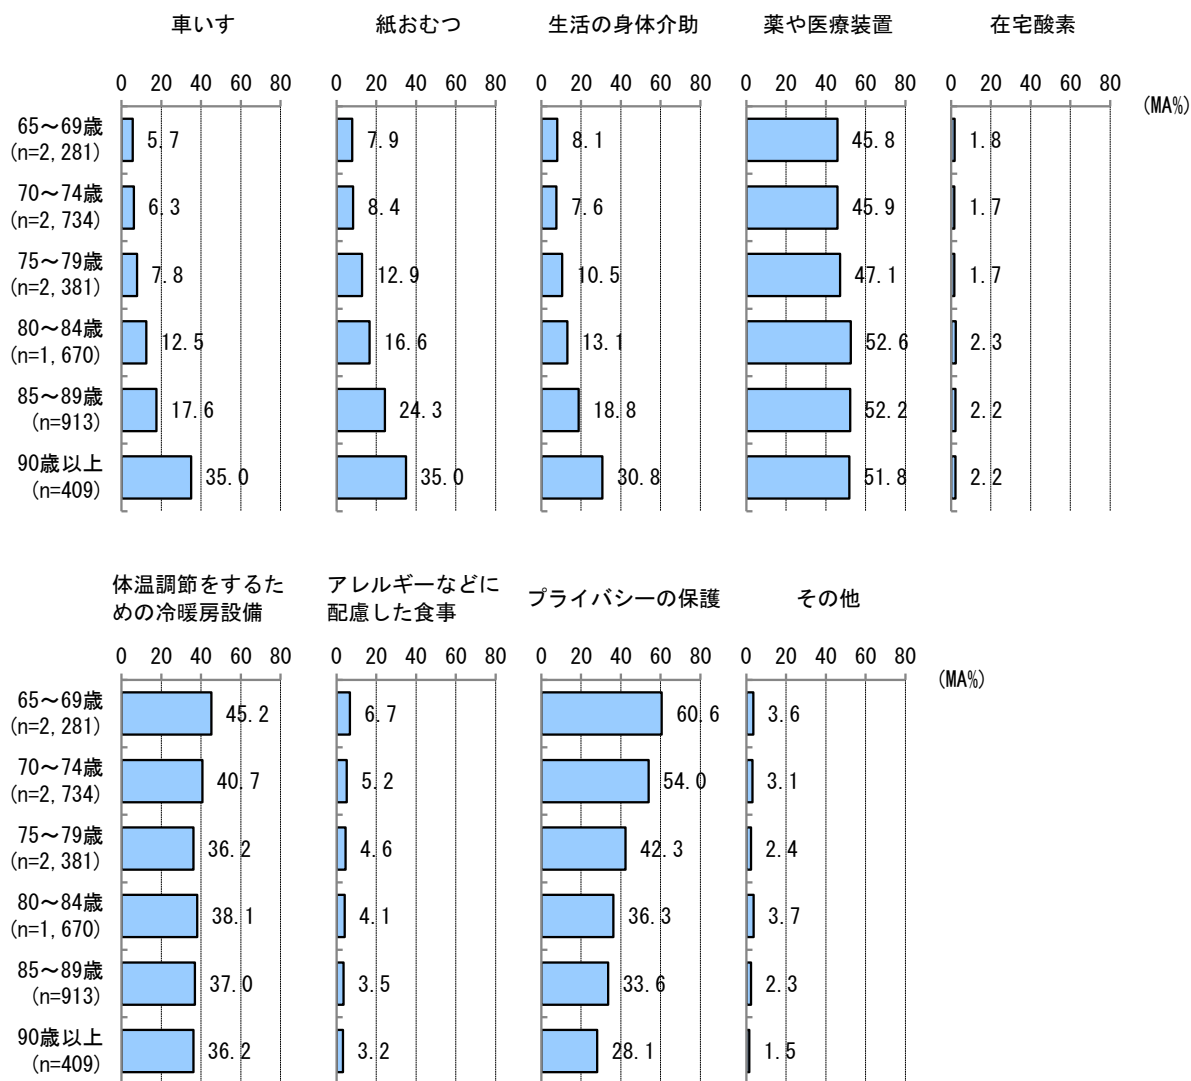 車いす 紙おむつ 生活の身体介助 薬や医療装置 在宅酸素
0 20 40 60 80 0 20 40 60 80 0 20 40 60 80 0 20 40 60 80 0 20 40 60 80
(MA%)
65～69歳
(n=2,281) 5.7 7.9 8.1 45.8 1.8
70～74歳
(n=2,734) 6.3 8.4 7.6 45.9 1.7
75～79歳
(n=2,381) 7.8 12.9 10.5 47.1 1.7
80～84歳
(n=1,670) 12.5 16.6 13.1 52.6 2.3
85～89歳
(n=913) 17.6 24.3 18.8 52.2 2.2
90歳以上
(n=409) 35.0 35.0 30.8 51.8 2.2
体温調節をするた
めの冷暖房設備
アレルギーなどに
配慮した食事
プライバシーの保護 その他
0 20 40 60 80 0 20 40 60 80 0 20 40 60 80 0 20 40 60 80
(MA%)
65～69歳
(n=2,281) 45.2 6.7 60.6 3.6
70～74歳
(n=2,734) 40.7 5.2 54.0 3.1
75～79歳
(n=2,381) 36.2 4.6 42.3 2.4
80～84歳
(n=1,670) 38.1 4.1 36.3 3.7
85～89歳
(n=913) 37.0 3.5 33.6 2.3
90歳以上
(n=409) 36.2 3.2 28.1 1.5